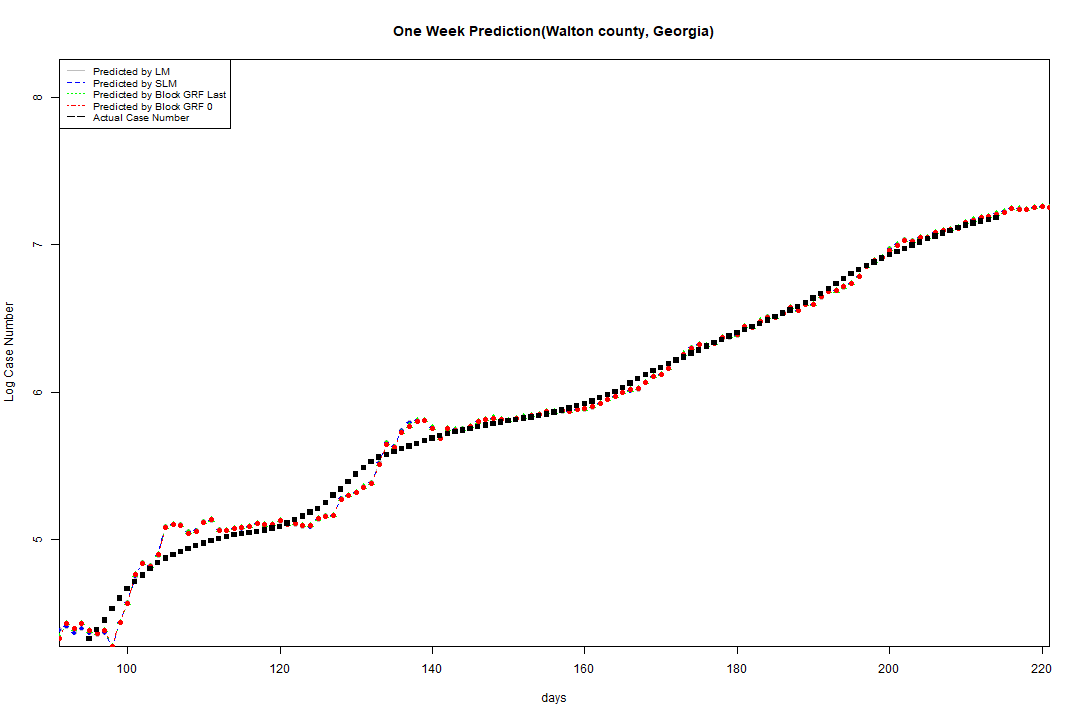 One Week Prediction(Walton county, Georgia)
Predicted by LM
Predicted by SLM
Predicted by Block GRF Last
Predicted by Block GRF 0
Actual Case Number
8
7
6
5
Log Case Number
100 120 140 160 180 200 220
days